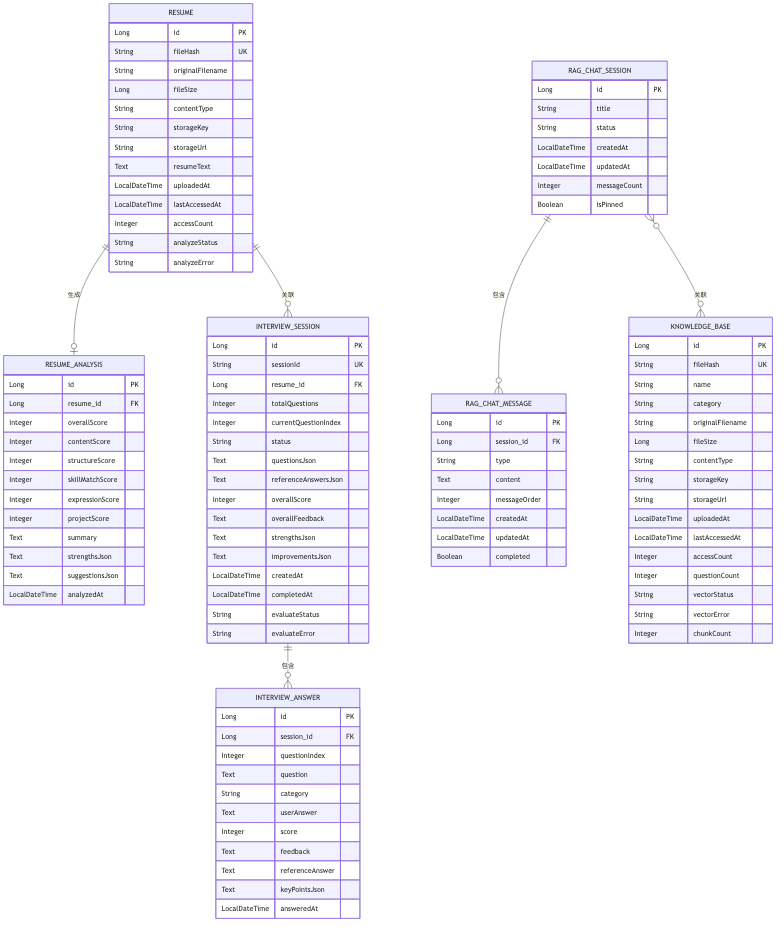 RESUME
Long id PK
String fileHash UK
String originalFilename
Long fileSize
String contentType
String storageKey
String storageUrl
Text resumeText
LocalDateTime uploadedAt
LocalDateTime lastAccessedAt
Integer accessCount
String analyzeStatus
String analyzeError
RAG_CHAT_SESSION
Long id PK
String title
String status
LocalDateTime createdAt
LocalDateTime updatedAt
Integer messageCount
Boolean isPinned
生成
关联
包含
关联
RESUME_ANALYSIS
Long id PK
Long resume_id FK
Integer overallScore
Integer contentScore
Integer structureScore
Integer skillMatchScore
Integer expressionScore
Integer projectScore
Text summary
Text strengthsJson
Text suggestionsJson
LocalDateTime analyzedAt
INTERVIEW_SESSION
Long id PK
String sessionId UK
Long resume_id FK
Integer totalQuestions
Integer currentQuestionIndex
String status
Text questionsJson
Text referenceAnswersJson
Integer overallScore
Text overallFeedback
Text strengthsJson
Text improvementsJson
LocalDateTime createdAt
LocalDateTime completedAt
String evaluateStatus
String evaluateError
RAG_CHAT_MESSAGE
Long id PK
Long session_id FK
String type
Text content
Integer messageOrder
LocalDateTime createdAt
LocalDateTime updatedAt
Boolean completed
KNOWLEDGE_BASE
Long id PK
String fileHash UK
String name
String category
String originalFilename
Long fileSize
String contentType
String storageKey
String storageUrl
LocalDateTime uploadedAt
LocalDateTime lastAccessedAt
Integer accessCount
Integer questionCount
String vectorStatus
String vectorError
Integer chunkCount
包含
INTERVIEW_ANSWER
Long id PK
Long session_id FK
Integer questionIndex
Text question
String category
Text userAnswer
Integer score
Text feedback
Text referenceAnswer
Text keyPointsJson
LocalDateTime answeredAt